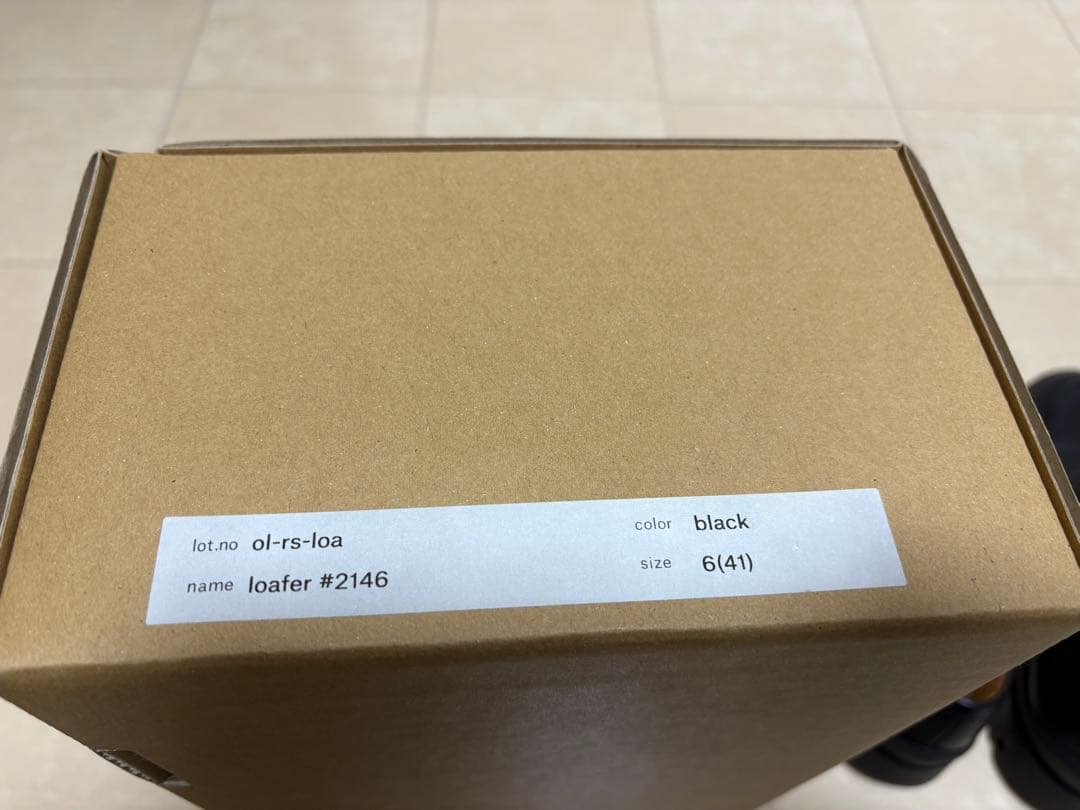 lot.no ol-rs-loa
color black
name loafer #2146
size 6(41)